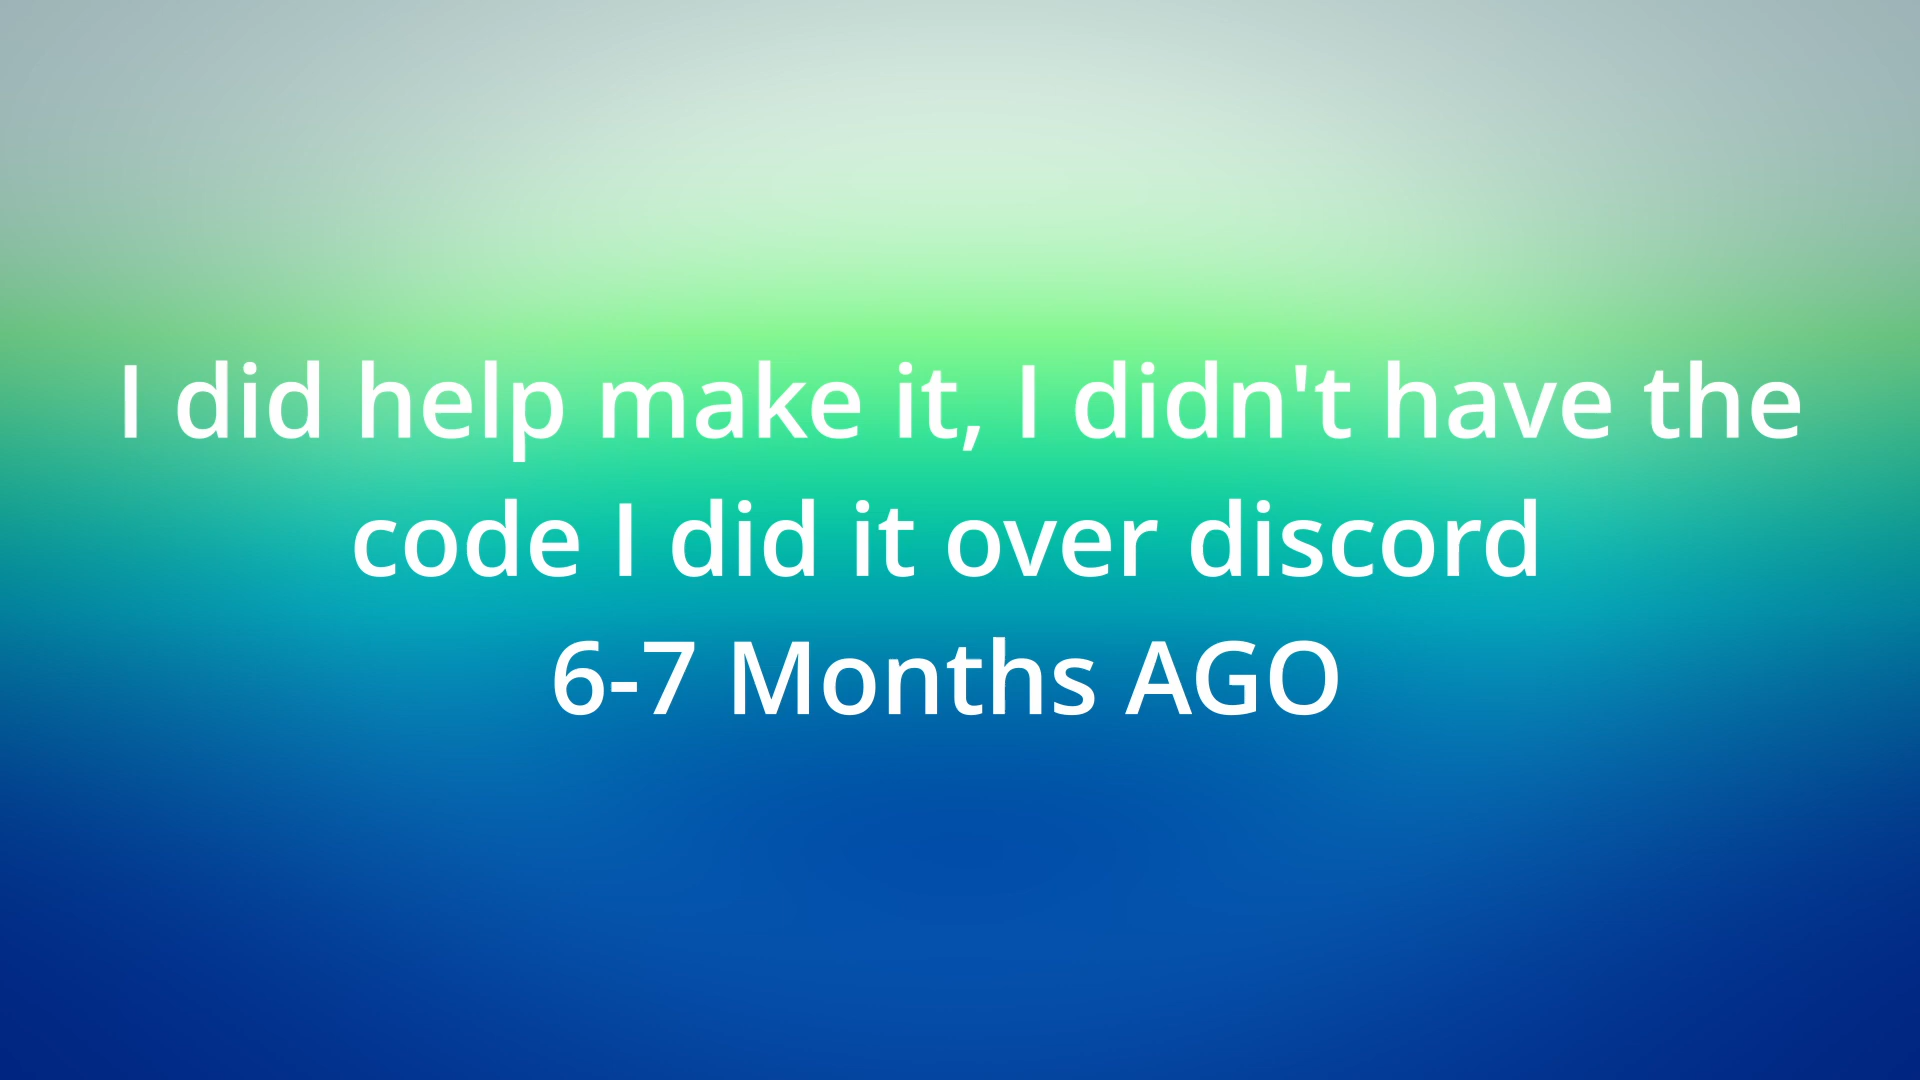 I did help make it, I didn't have the
code I did it over discord
6-7 Months AGO